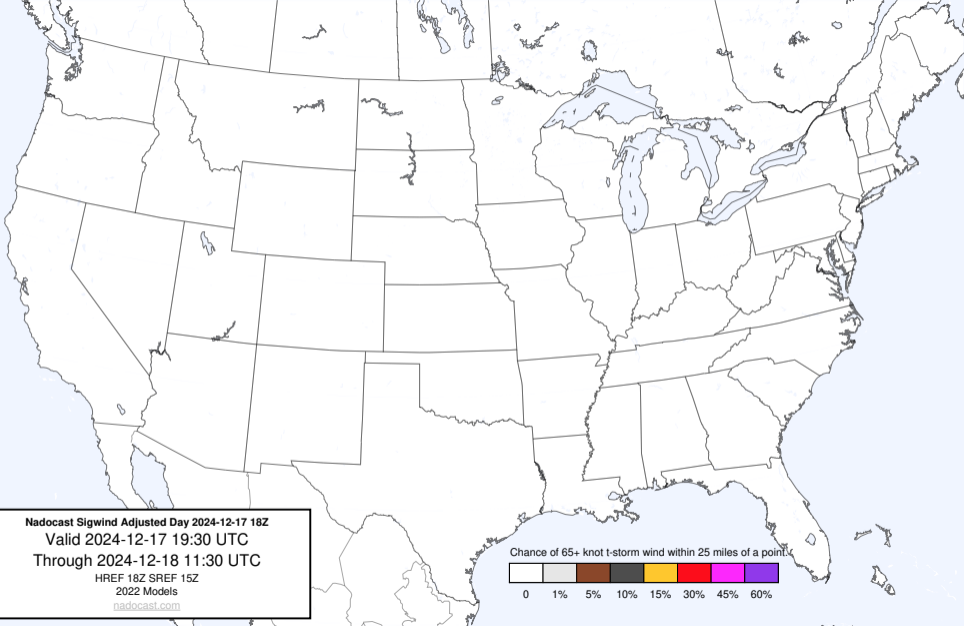 Nadocast Sigwind Adjusted Day 2024-12-17 18Z
Valid 2024-12-17 19:30 UTC
Through 2024-12-18 11:30 UTC
HREF 18Z SREF 15Z
2022 Models
nadocast.com
Chance of 65+ knot t-storm wind within 25 miles of a point.
0 1% 5% 10% 15% 30% 45% 60%